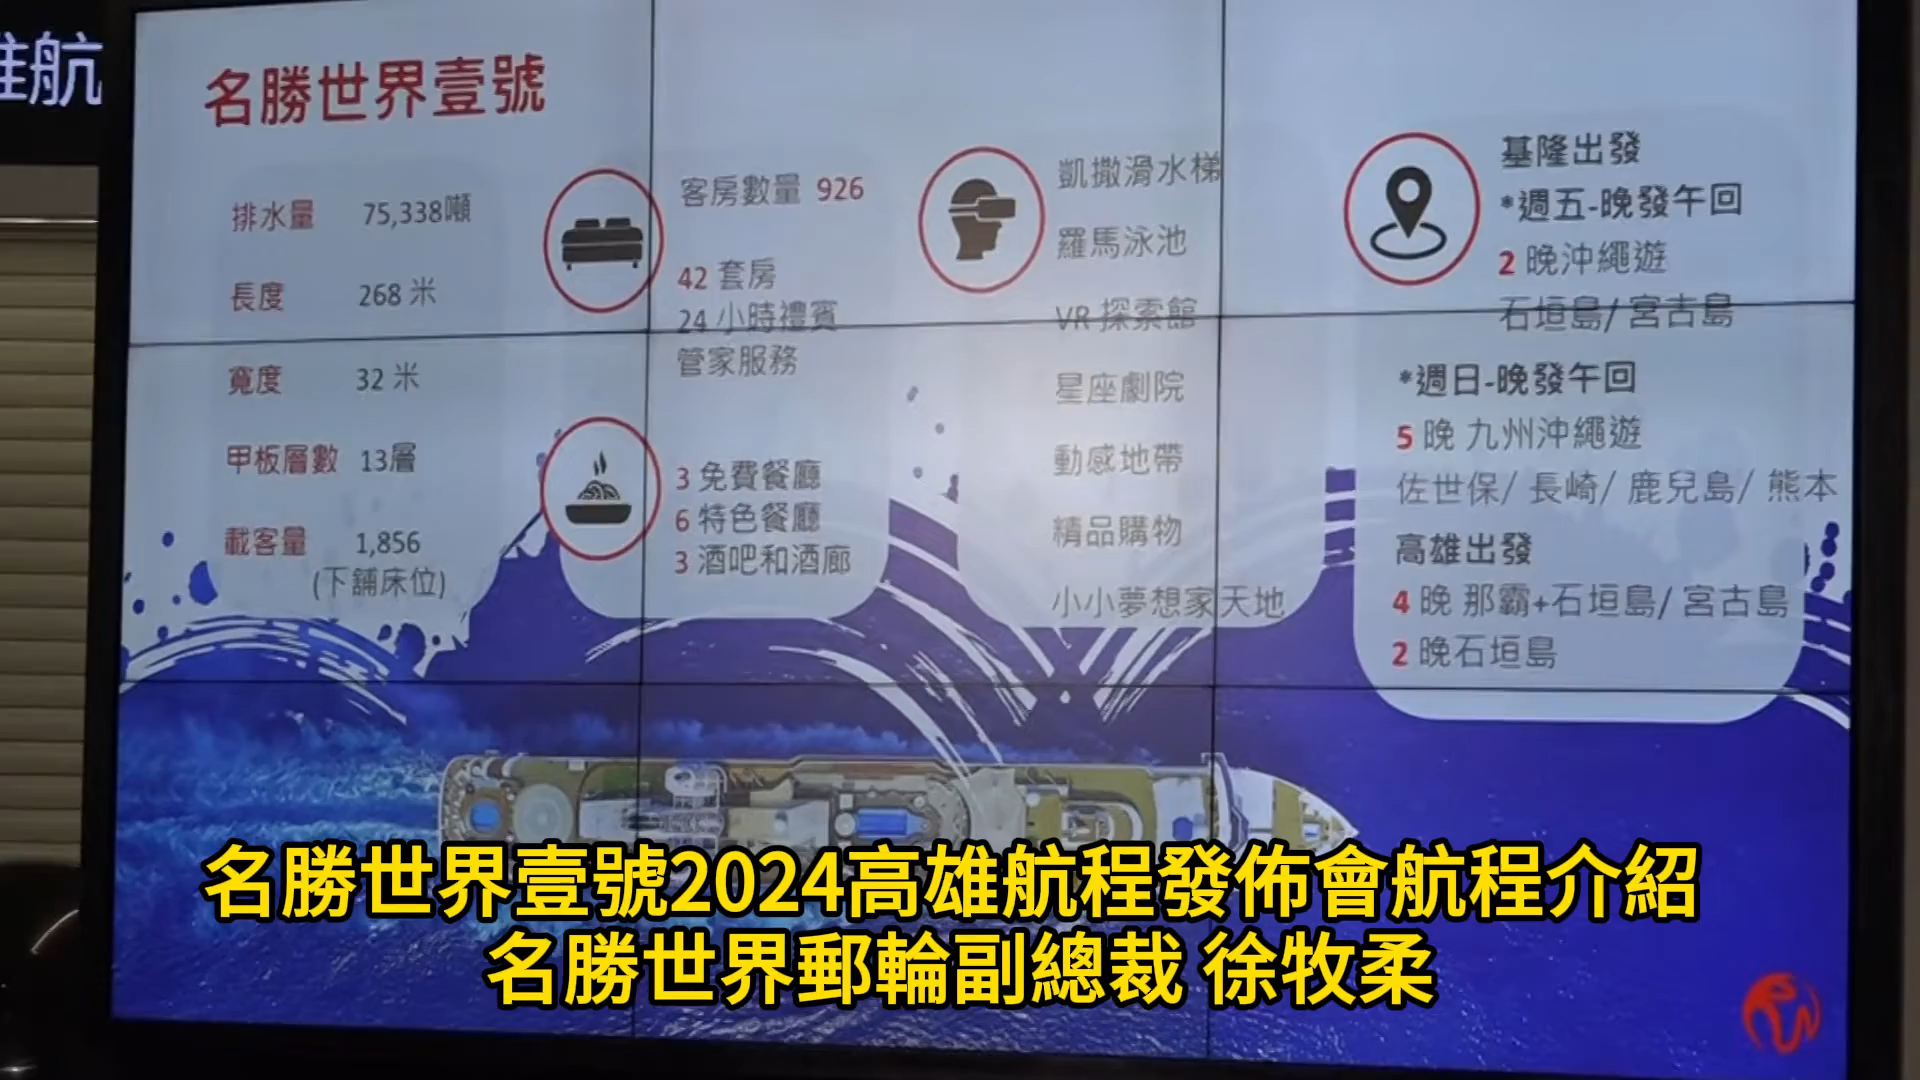 雄航
名勝世界壹號
排水量 75,338噸
長度 268 米
寬度 32 米
甲板層數 13層
載客量 1,856
(下舖床位)
客房數量 926
42 套房
24 小時禮賓
管家服務
3 免費餐廳
6 特色餐廳
3 酒吧和酒廊
凱撒滑水梯
羅馬泳池
VR 探索館
星座劇院
動感地帶
精品購物
小小夢想家天地
基隆出發
*週五-晚發午回
2 晚沖繩遊
石垣島/ 宮古島
*週日-晚發午回
5 晚 九州沖繩遊
佐世保/ 長崎/ 鹿兒島/ 熊本
高雄出發
4 晚 那霸+石垣島/ 宮古島
2 晚石垣島
名勝世界壹號2024高雄航程發佈會航程介紹
名勝世界郵輪副總裁 徐牧柔